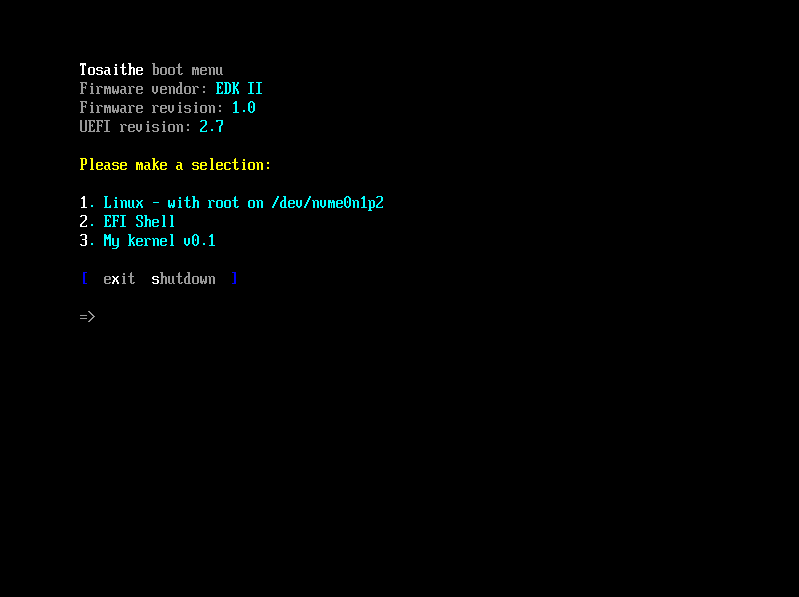 Tosaithe boot menu
Firmware vendor: EDK II
Firmware revision: 1.0
UEFI revision: 2.7
Please make a selection:
1. Linux - with root on /dev/nvme0n1p2
2. EFI Shell
3. My kernel v0.1
[ exit shutdown ]
=>